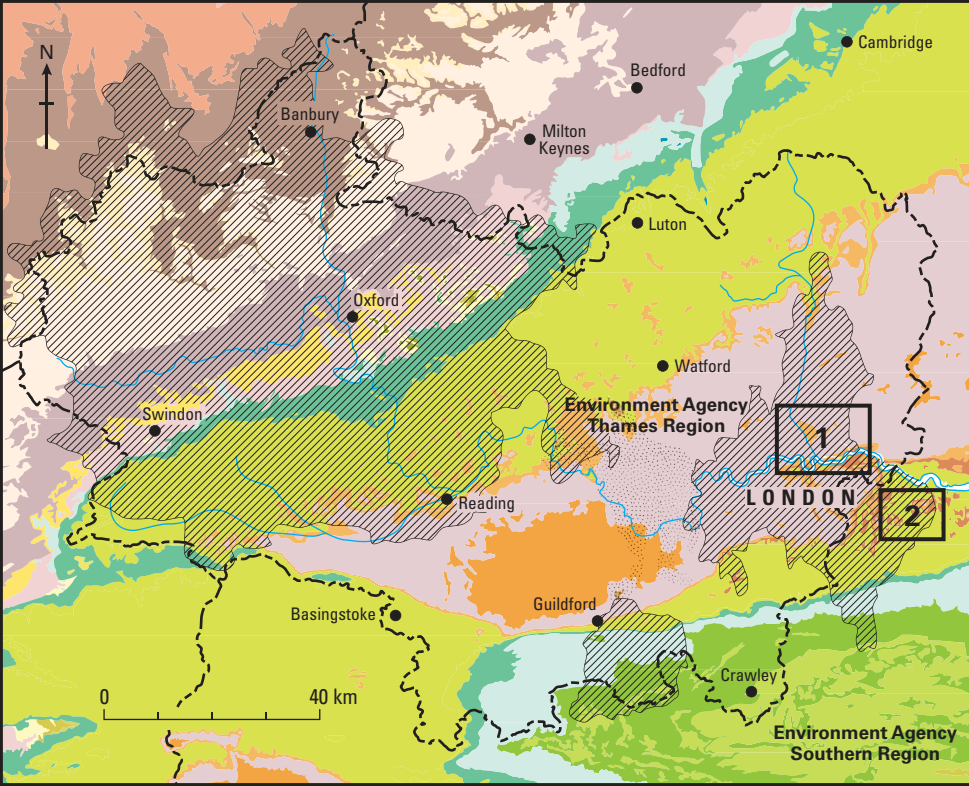 N
Cambridge
Bedford
Banbury
Milton
Keynes
Luton
Oxford
Watford
Environment Agency
Thames Region
Swindon
1
Reading
LONDON
2
Guildford
Basingstoke
Crawley
0
40 km
Environment Agency
Southern Region